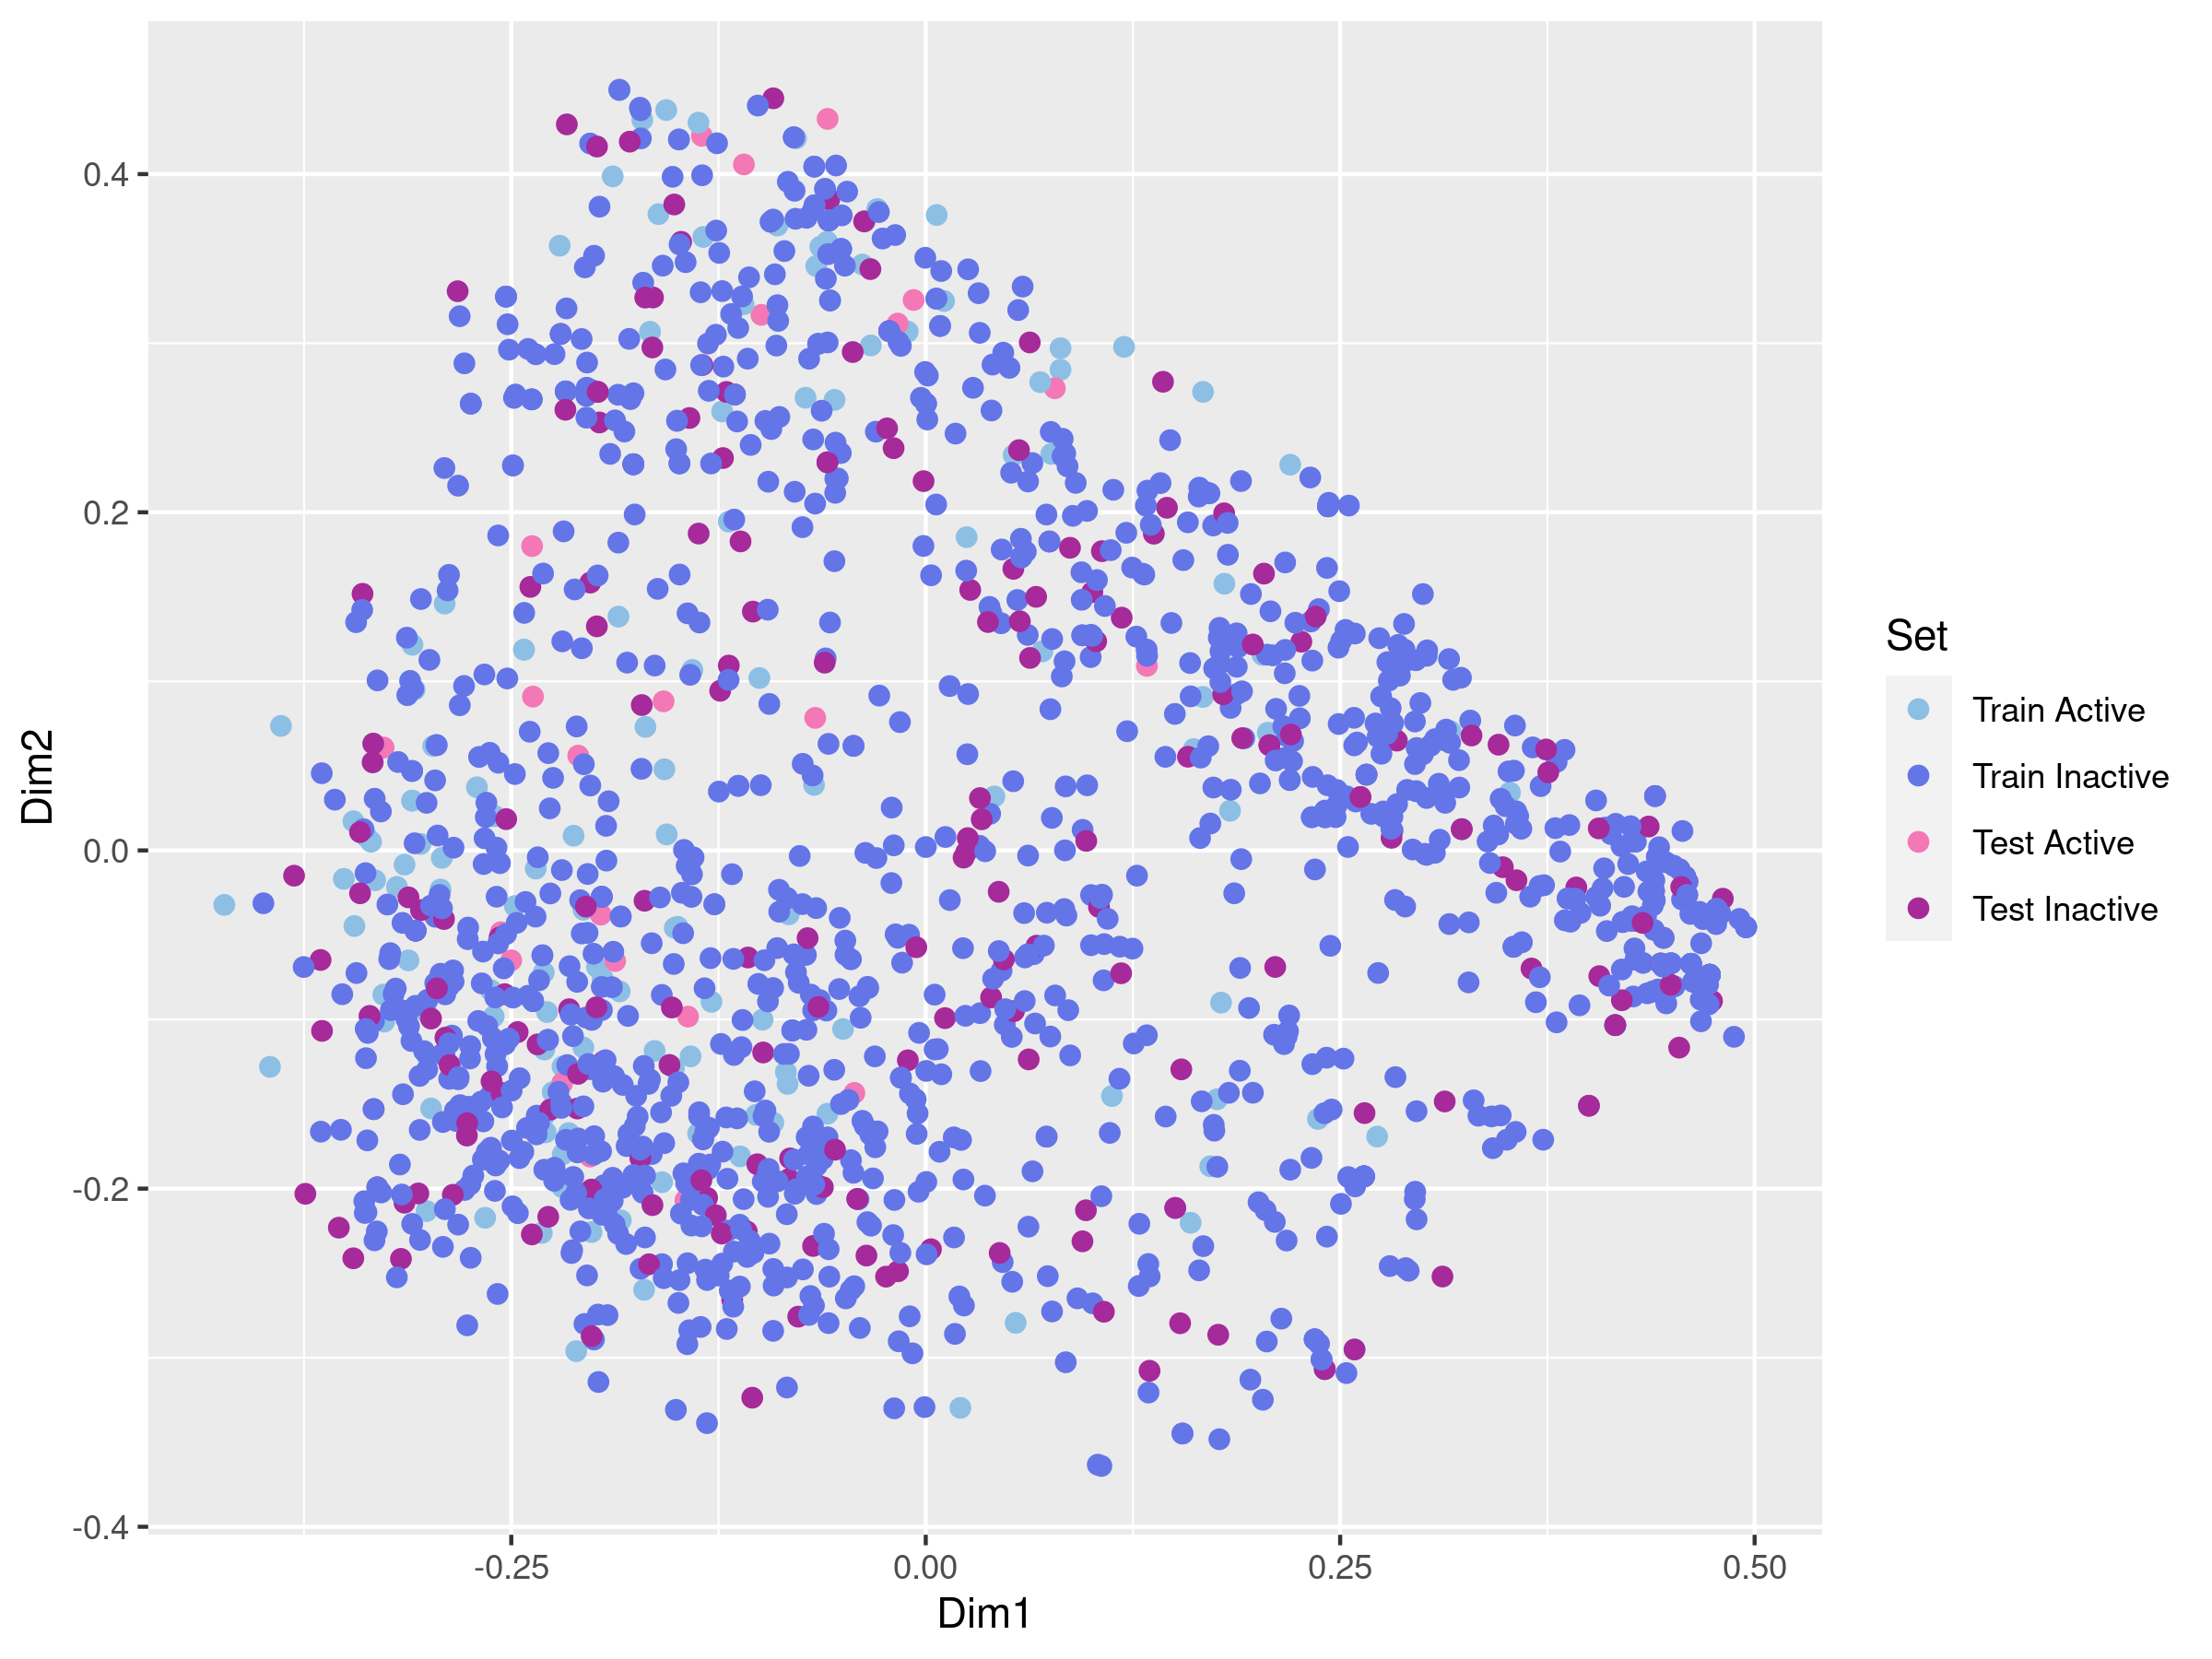 Dim2
0.4
0.2
0.0
-0.2
-0.4
-0.25
0.00
0.25
0.50
Dim1
Set
Train Active
Train Inactive
Test Active
Test Inactive